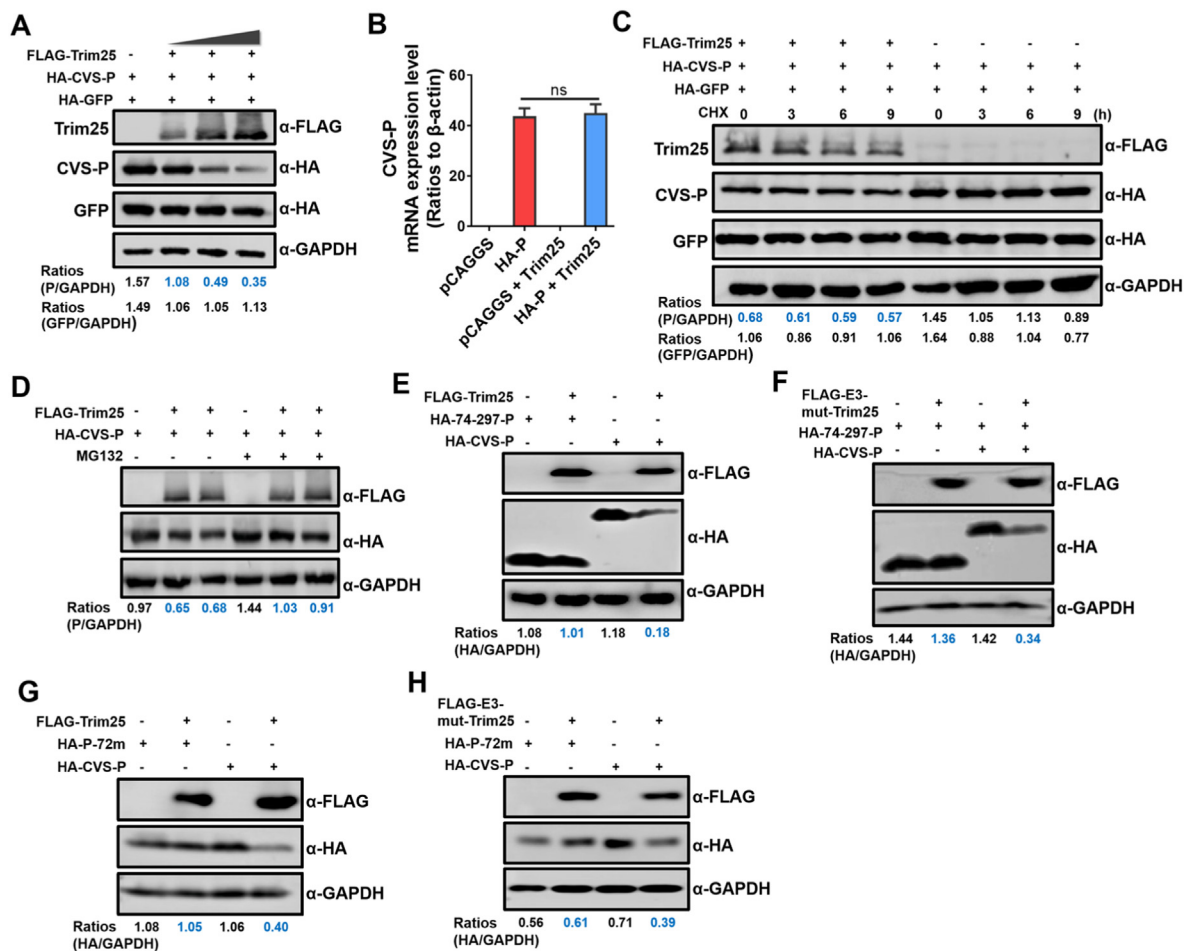 A
FLAG-Trim25 - + + +
HA-CVS-P + + + +
HA-GFP + + + +
Trim25 α-FLAG
CVS-P α-HA
GFP α-HA
α-GAPDH
Ratios
(P/GAPDH) 1.57 1.08 0.49 0.35
Ratios
(GFP/GAPDH) 1.49 1.06 1.05 1.13
B
CVS-P
mRNA expression level
(Ratios to β-actin)
60
40
20
0
ns
pCAGGS
HA-P
pCAGGS + Trim25
HA-P + Trim25
C
FLAG-Trim25 + + + + - - - -
HA-CVS-P + + + + + + + +
HA-GFP + + + + + + + +
CHX 0 3 6 9 0 3 6 9 (h)
Trim25 α-FLAG
CVS-P α-HA
GFP α-HA
α-GAPDH
Ratios
(P/GAPDH) 0.68 0.61 0.59 0.57 1.45 1.05 1.13 0.89
Ratios 1.06 0.86 0.91 1.06 1.64 0.88 1.04 0.77
(GFP/GAPDH)
D
FLAG-Trim25 - + + - + +
HA-CVS-P + + + + + +
MG132 - - - + + +
α-FLAG
α-HA
α-GAPDH
Ratios 0.97 0.65 0.68 1.44 1.03 0.91
(P/GAPDH)
E
FLAG-Trim25 - + - +
HA-74-297-P + + - -
HA-CVS-P - - + +
α-FLAG
α-HA
α-GAPDH
Ratios 1.08 1.01 1.18 0.18
(HA/GAPDH)
F
FLAG-E3-
mut-Trim25 - + - +
HA-74-297-P + + + +
HA-CVS-P - - + +
α-FLAG
α-HA
α-GAPDH
Ratios 1.44 1.36 1.42 0.34
(HA/GAPDH)
G
FLAG-Trim25 - + - +
HA-P-72m + + - -
HA-CVS-P - - + +
α-FLAG
α-HA
α-GAPDH
Ratios 1.08 1.05 1.06 0.40
(HA/GAPDH)
H
FLAG-E3-
mut-Trim25 - + - +
HA-P-72m + + - -
HA-CVS-P - - + +
α-FLAG
α-HA
α-GAPDH
Ratios 0.56 0.61 0.71 0.39
(HA/GAPDH)